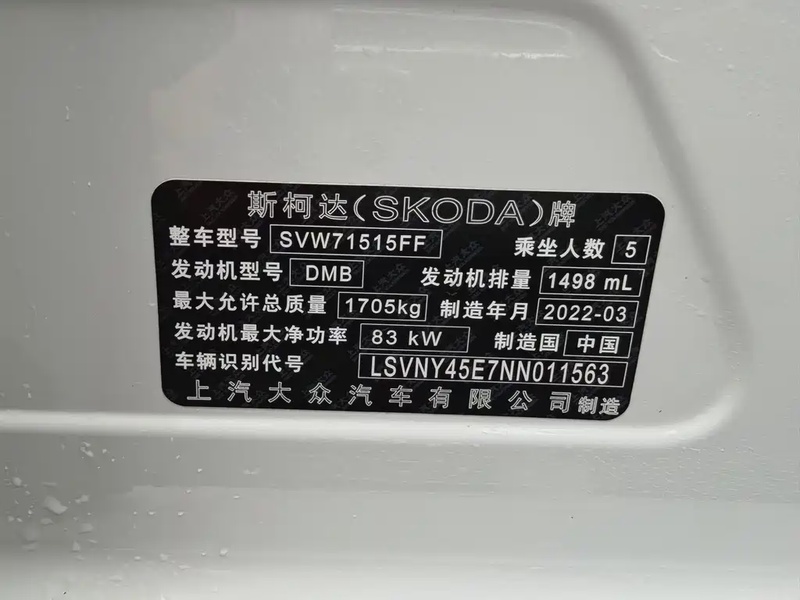 斯柯达(SKODA)牌
整车型号 SVW71515FF 乘坐人数 5
发动机型号 DMB 发动机排量 1498 mL
最大允许总质量 1705kg 制造年月 2022-03
发动机最大净功率 83 kW 制造国 中国
车辆识别代号 LSVNY45E7NN011563
上汽大众汽车有限公司制造